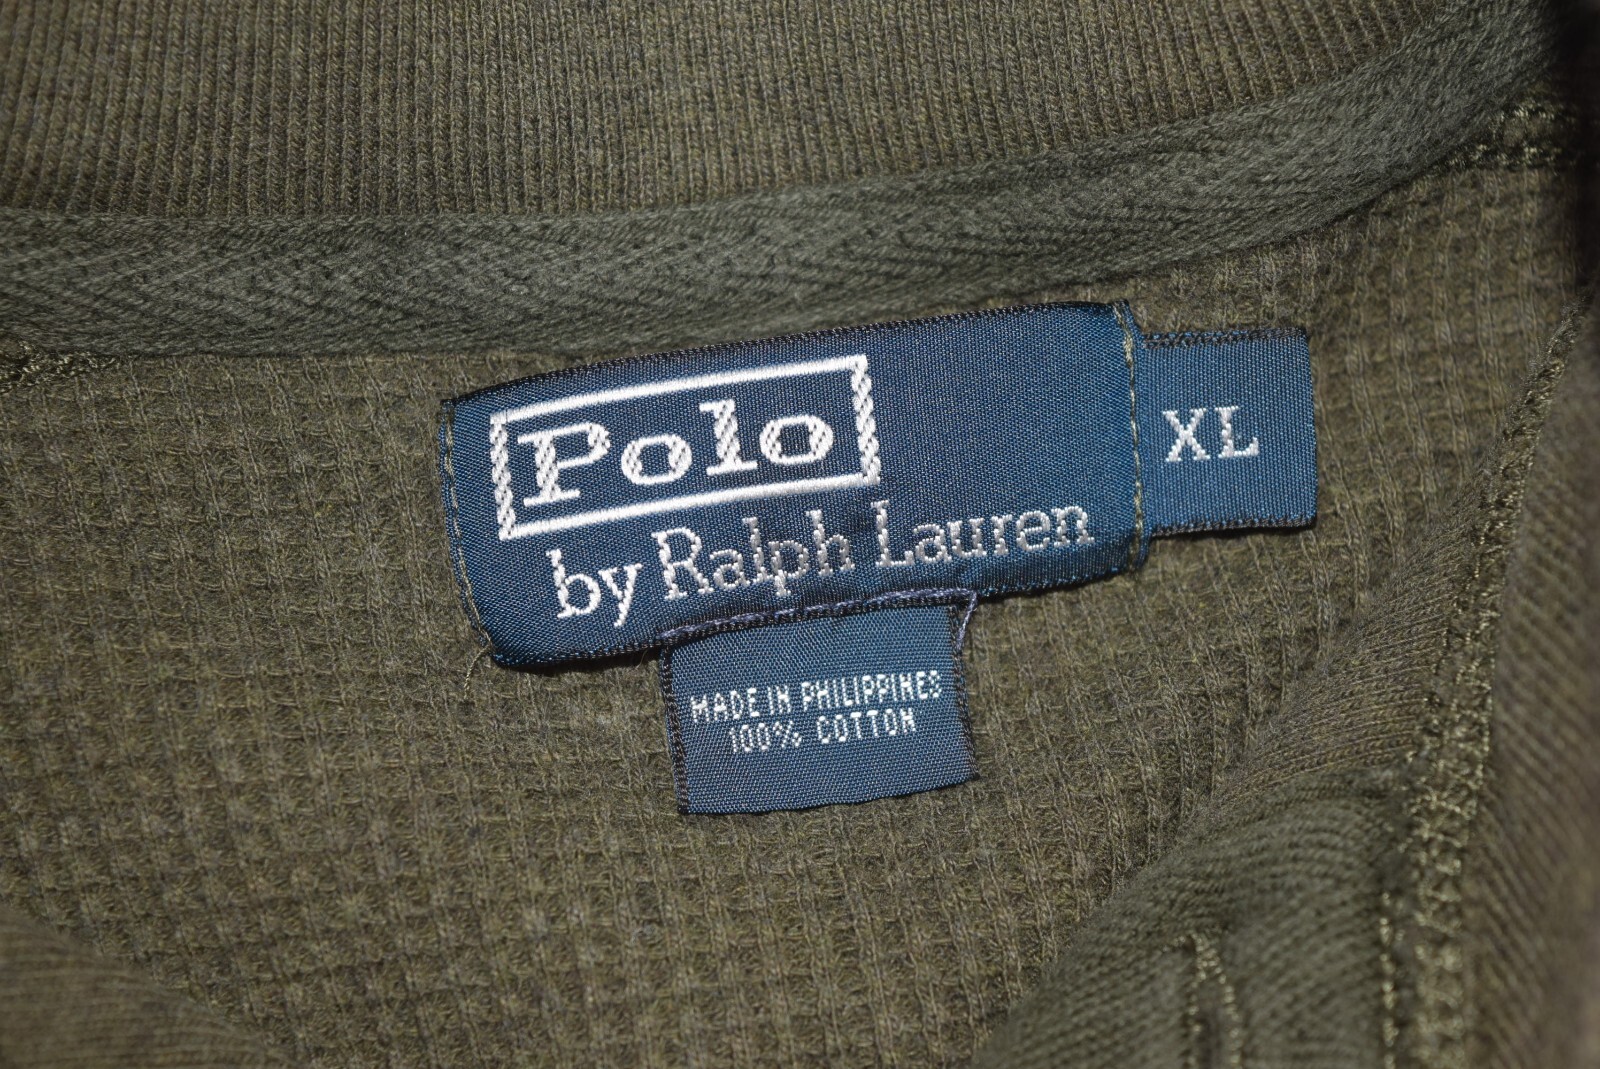 Polo
by Ralph Lauren
XL
MADE IN PHILIPPINES
100% COTTON